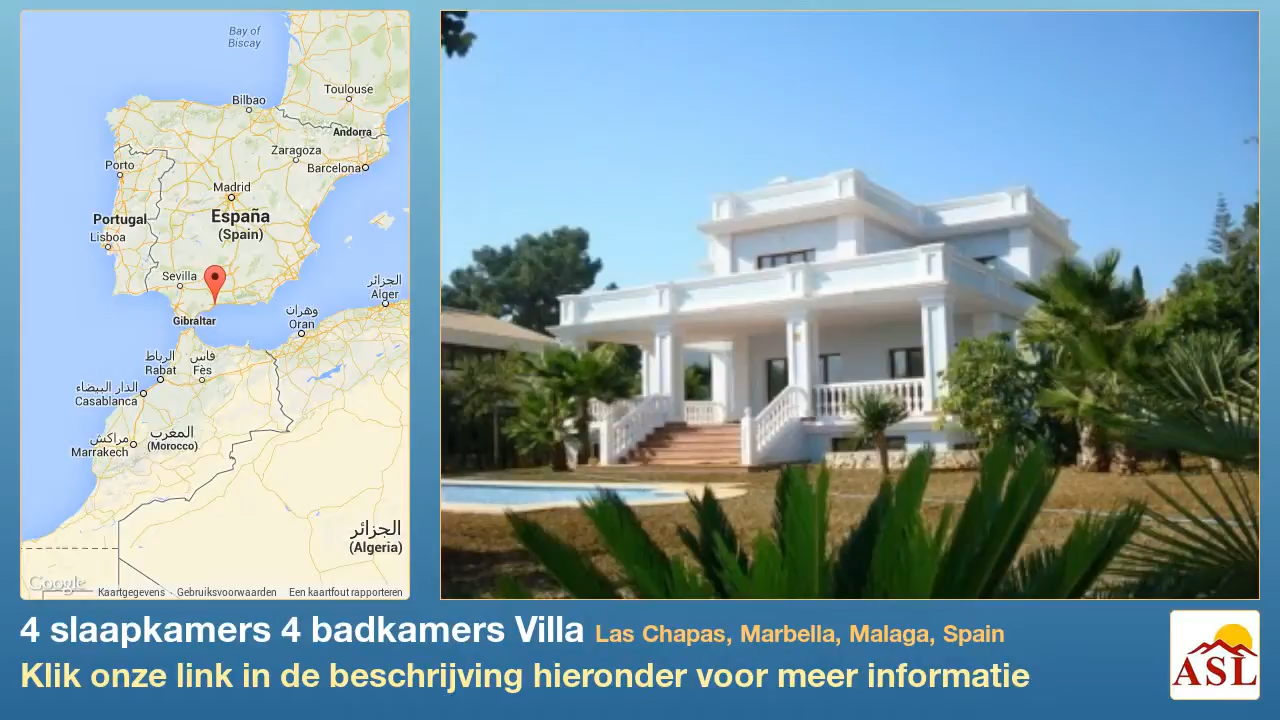 Bay of
Biscay
Toulouse
Bilbao
Andorra
Zaragoza
Barcelona
Porto
Madrid
España
(Spain)
Portugal
Lisboa
Sevilla
الجزائر
Alger
Gibraltar
وهران
Oran
الرباط
Rabat
فاس
Fès
الدار البيضاء
Casablanca
مراكش
Marrakech
المغرب
(Morocco)
الجزائر
(Algeria)
Google
Kaartgegevens - Gebruiksvoorwaarden Een kaartfout rapporteren
4 slaapkamers 4 badkamers Villa Las Chapas, Marbella, Malaga, Spain
Klik onze link in de beschrijving hieronder voor meer informatie
ASL